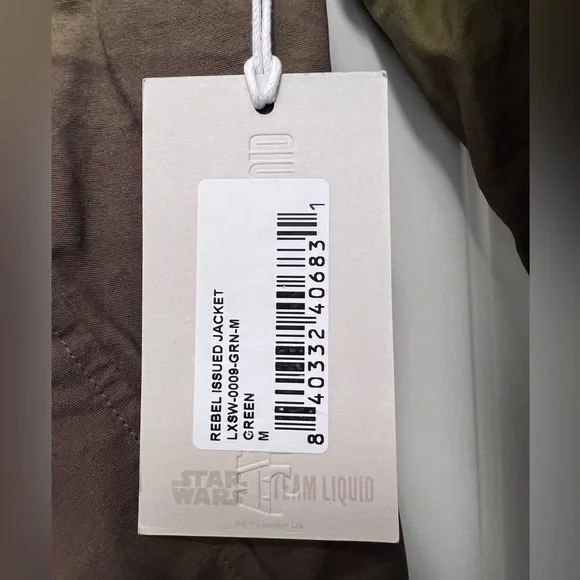 REBEL ISSUED JACKET
LXSW-0009-GRN-M
GREEN
M
8 40332 40683 1
STAR
WARS
TEAM LIQUID